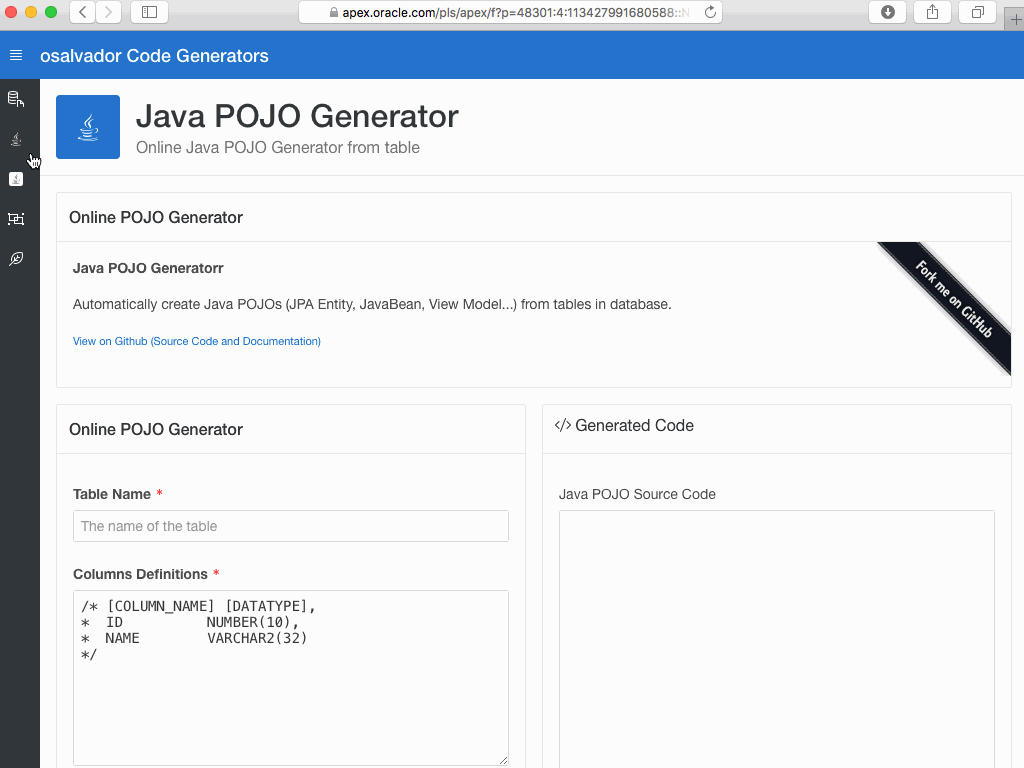 apex.oracle.com/pls/apex/f?p=48301:4:113427991680588::N
osalvador Code Generators
Java POJO Generator
Online Java POJO Generator from table
Online POJO Generator
Java POJO Generatorr
Fork me on GitHub
Automatically create Java POJOs (JPA Entity, JavaBean, View Model...) from tables in database.
View on Github (Source Code and Documentation)
Online POJO Generator
</> Generated Code
Table Name *
Java POJO Source Code
The name of the table
Columns Definitions *
/* [COLUMN_NAME] [DATATYPE],
*  ID          NUMBER(10),
*  NAME        VARCHAR2(32)
*/